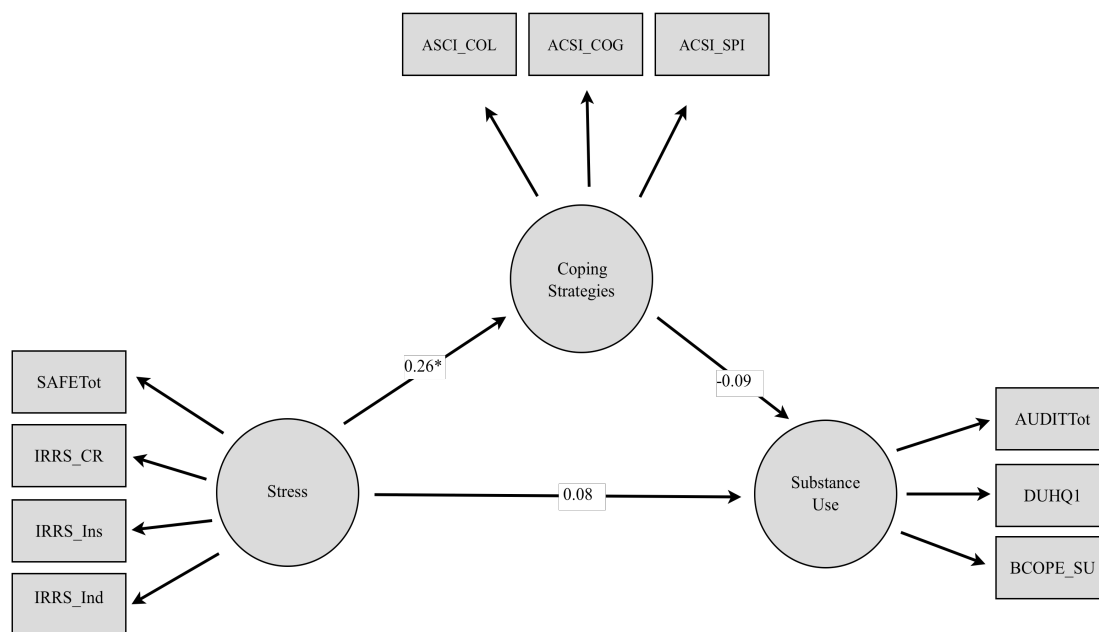 ASCI_COL
ACSI_COG
ACSI_SPI
Coping
Strategies
0.26*
-0.09
SAFETot
IRRS_CR
IRRS_Ins
IRRS_Ind
Stress
0.08
Substance
Use
AUDITTot
DUHQ1
BCOPE_SU